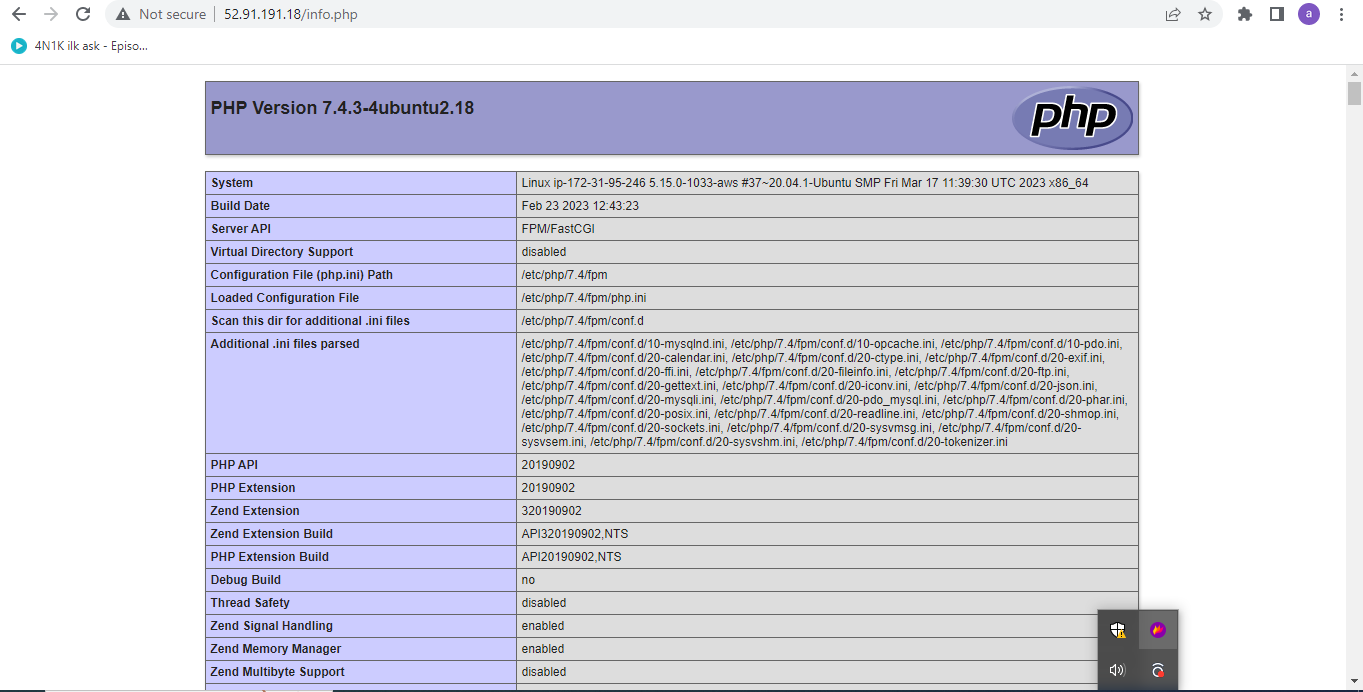 Not secure | 52.91.191.18/info.php
a
4N1K ilk ask - Episo...
PHP Version 7.4.3-4ubuntu2.18
php
System Linux ip-172-31-95-246 5.15.0-1033-aws #37~20.04.1-Ubuntu SMP Fri Mar 17 11:39:30 UTC 2023 x86_64
Build Date Feb 23 2023 12:43:23
Server API FPM/FastCGI
Virtual Directory Support disabled
Configuration File (php.ini) Path /etc/php/7.4/fpm
Loaded Configuration File /etc/php/7.4/fpm/php.ini
Scan this dir for additional .ini files /etc/php/7.4/fpm/conf.d
Additional .ini files parsed /etc/php/7.4/fpm/conf.d/10-mysqlnd.ini, /etc/php/7.4/fpm/conf.d/10-opcache.ini, /etc/php/7.4/fpm/conf.d/10-pdo.ini,
/etc/php/7.4/fpm/conf.d/20-calendar.ini, /etc/php/7.4/fpm/conf.d/20-ctype.ini, /etc/php/7.4/fpm/conf.d/20-exif.ini,
/etc/php/7.4/fpm/conf.d/20-ffi.ini, /etc/php/7.4/fpm/conf.d/20-fileinfo.ini, /etc/php/7.4/fpm/conf.d/20-ftp.ini,
/etc/php/7.4/fpm/conf.d/20-gettext.ini, /etc/php/7.4/fpm/conf.d/20-iconv.ini, /etc/php/7.4/fpm/conf.d/20-json.ini,
/etc/php/7.4/fpm/conf.d/20-mysqli.ini, /etc/php/7.4/fpm/conf.d/20-pdo_mysql.ini, /etc/php/7.4/fpm/conf.d/20-phar.ini,
/etc/php/7.4/fpm/conf.d/20-posix.ini, /etc/php/7.4/fpm/conf.d/20-readline.ini, /etc/php/7.4/fpm/conf.d/20-shmop.ini,
/etc/php/7.4/fpm/conf.d/20-sockets.ini, /etc/php/7.4/fpm/conf.d/20-sysvmsg.ini, /etc/php/7.4/fpm/conf.d/20-
sysvsem.ini, /etc/php/7.4/fpm/conf.d/20-sysvshm.ini, /etc/php/7.4/fpm/conf.d/20-tokenizer.ini
PHP API 20190902
PHP Extension 20190902
Zend Extension 320190902
Zend Extension Build API320190902,NTS
PHP Extension Build API20190902,NTS
Debug Build no
Thread Safety disabled
Zend Signal Handling enabled
Zend Memory Manager enabled
Zend Multibyte Support disabled